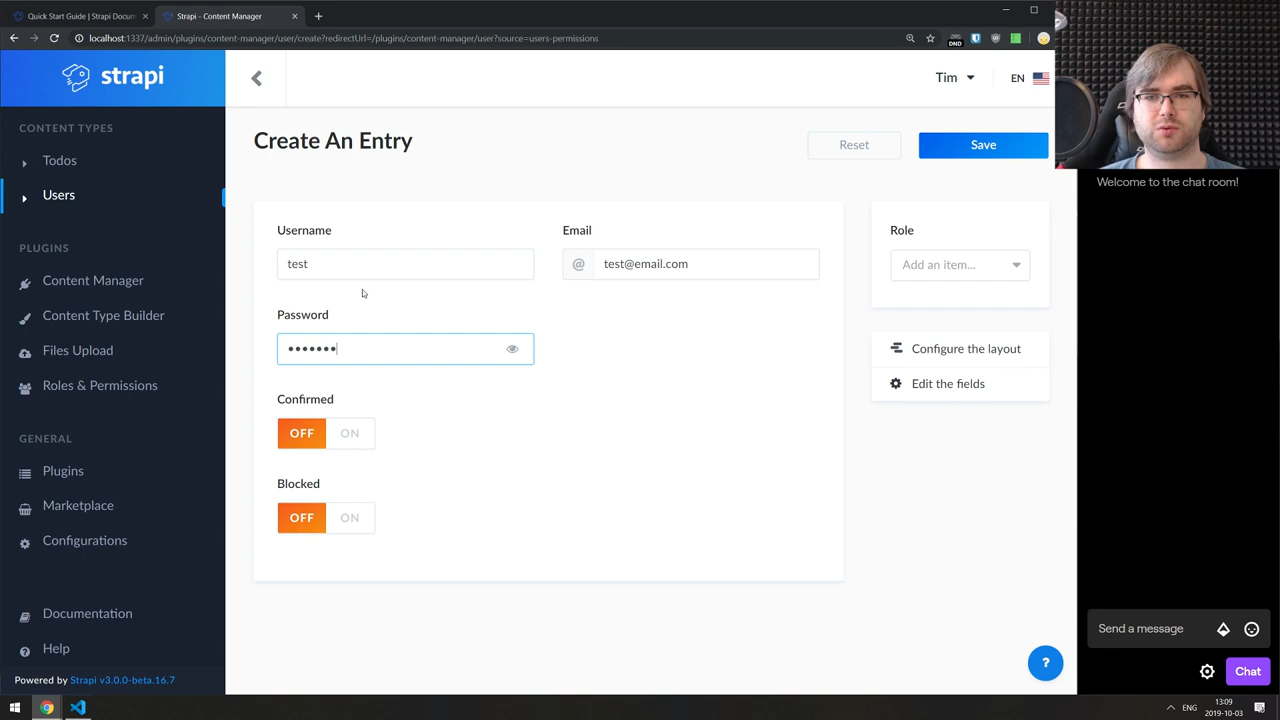 Quick Start Guide | Strapi Docum
Strapi - Content Manager
localhost:1337/admin/plugins/content-manager/user/create?redirectUrl=/plugins/content-manager/user?source=users-permissions
DND
strapi
Tim
EN
CONTENT TYPES
Todos
Users
PLUGINS
Content Manager
Content Type Builder
Files Upload
Roles & Permissions
GENERAL
Plugins
Marketplace
Configurations
Documentation
Help
Powered by Strapi v3.0.0-beta.16.7
Create An Entry
Reset
Save
Username
test
Email
@ test@email.com
Password
•••••••
Confirmed
OFF ON
Blocked
OFF ON
Role
Add an item...
Configure the layout
Edit the fields
?
Welcome to the chat room!
Send a message
Chat
ENG
13:09
2019-10-03